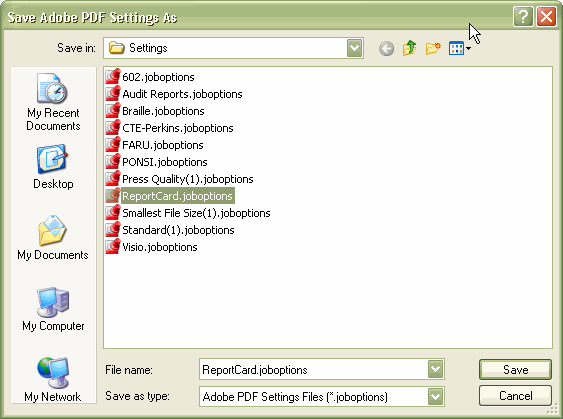 Save Adobe PDF Settings As
Save in: Settings
My Recent
Documents
Desktop
My Documents
My Computer
My Network
602.joboptions
Audit Reports.joboptions
Braille.joboptions
CTE-Perkins.joboptions
FARU.joboptions
PONSI.joboptions
Press Quality(1).joboptions
ReportCard.joboptions
Smallest File Size(1).joboptions
Standard(1).joboptions
Visio.joboptions
File name: ReportCard.joboptions Save
Save as type: Adobe PDF Settings Files (*.joboptions) Cancel